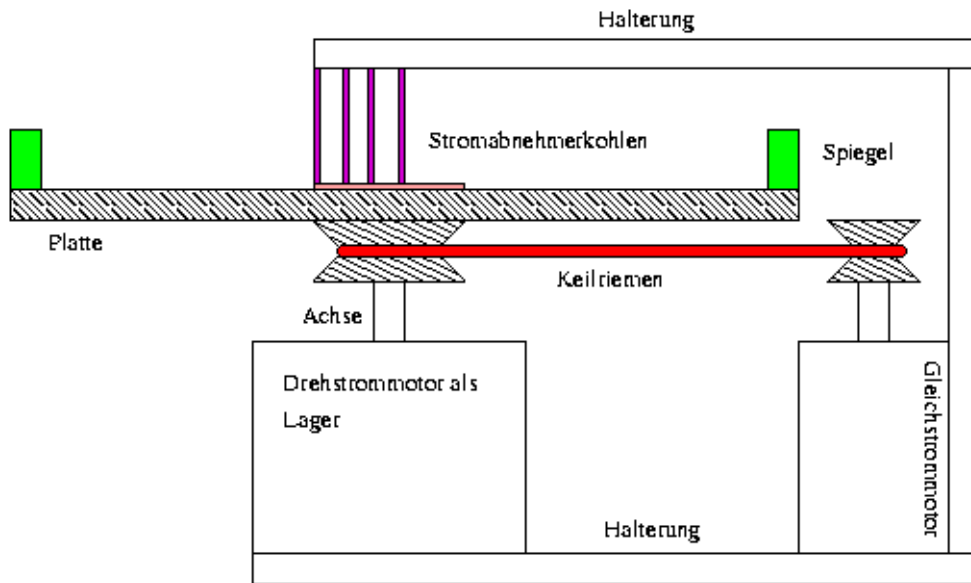 Halterung
Stromabnehmerkohlen
Spiegel
Platte
Keilriemen
Achse
Drehstrommotor als
Lager
Gleichstrommotor
Halterung